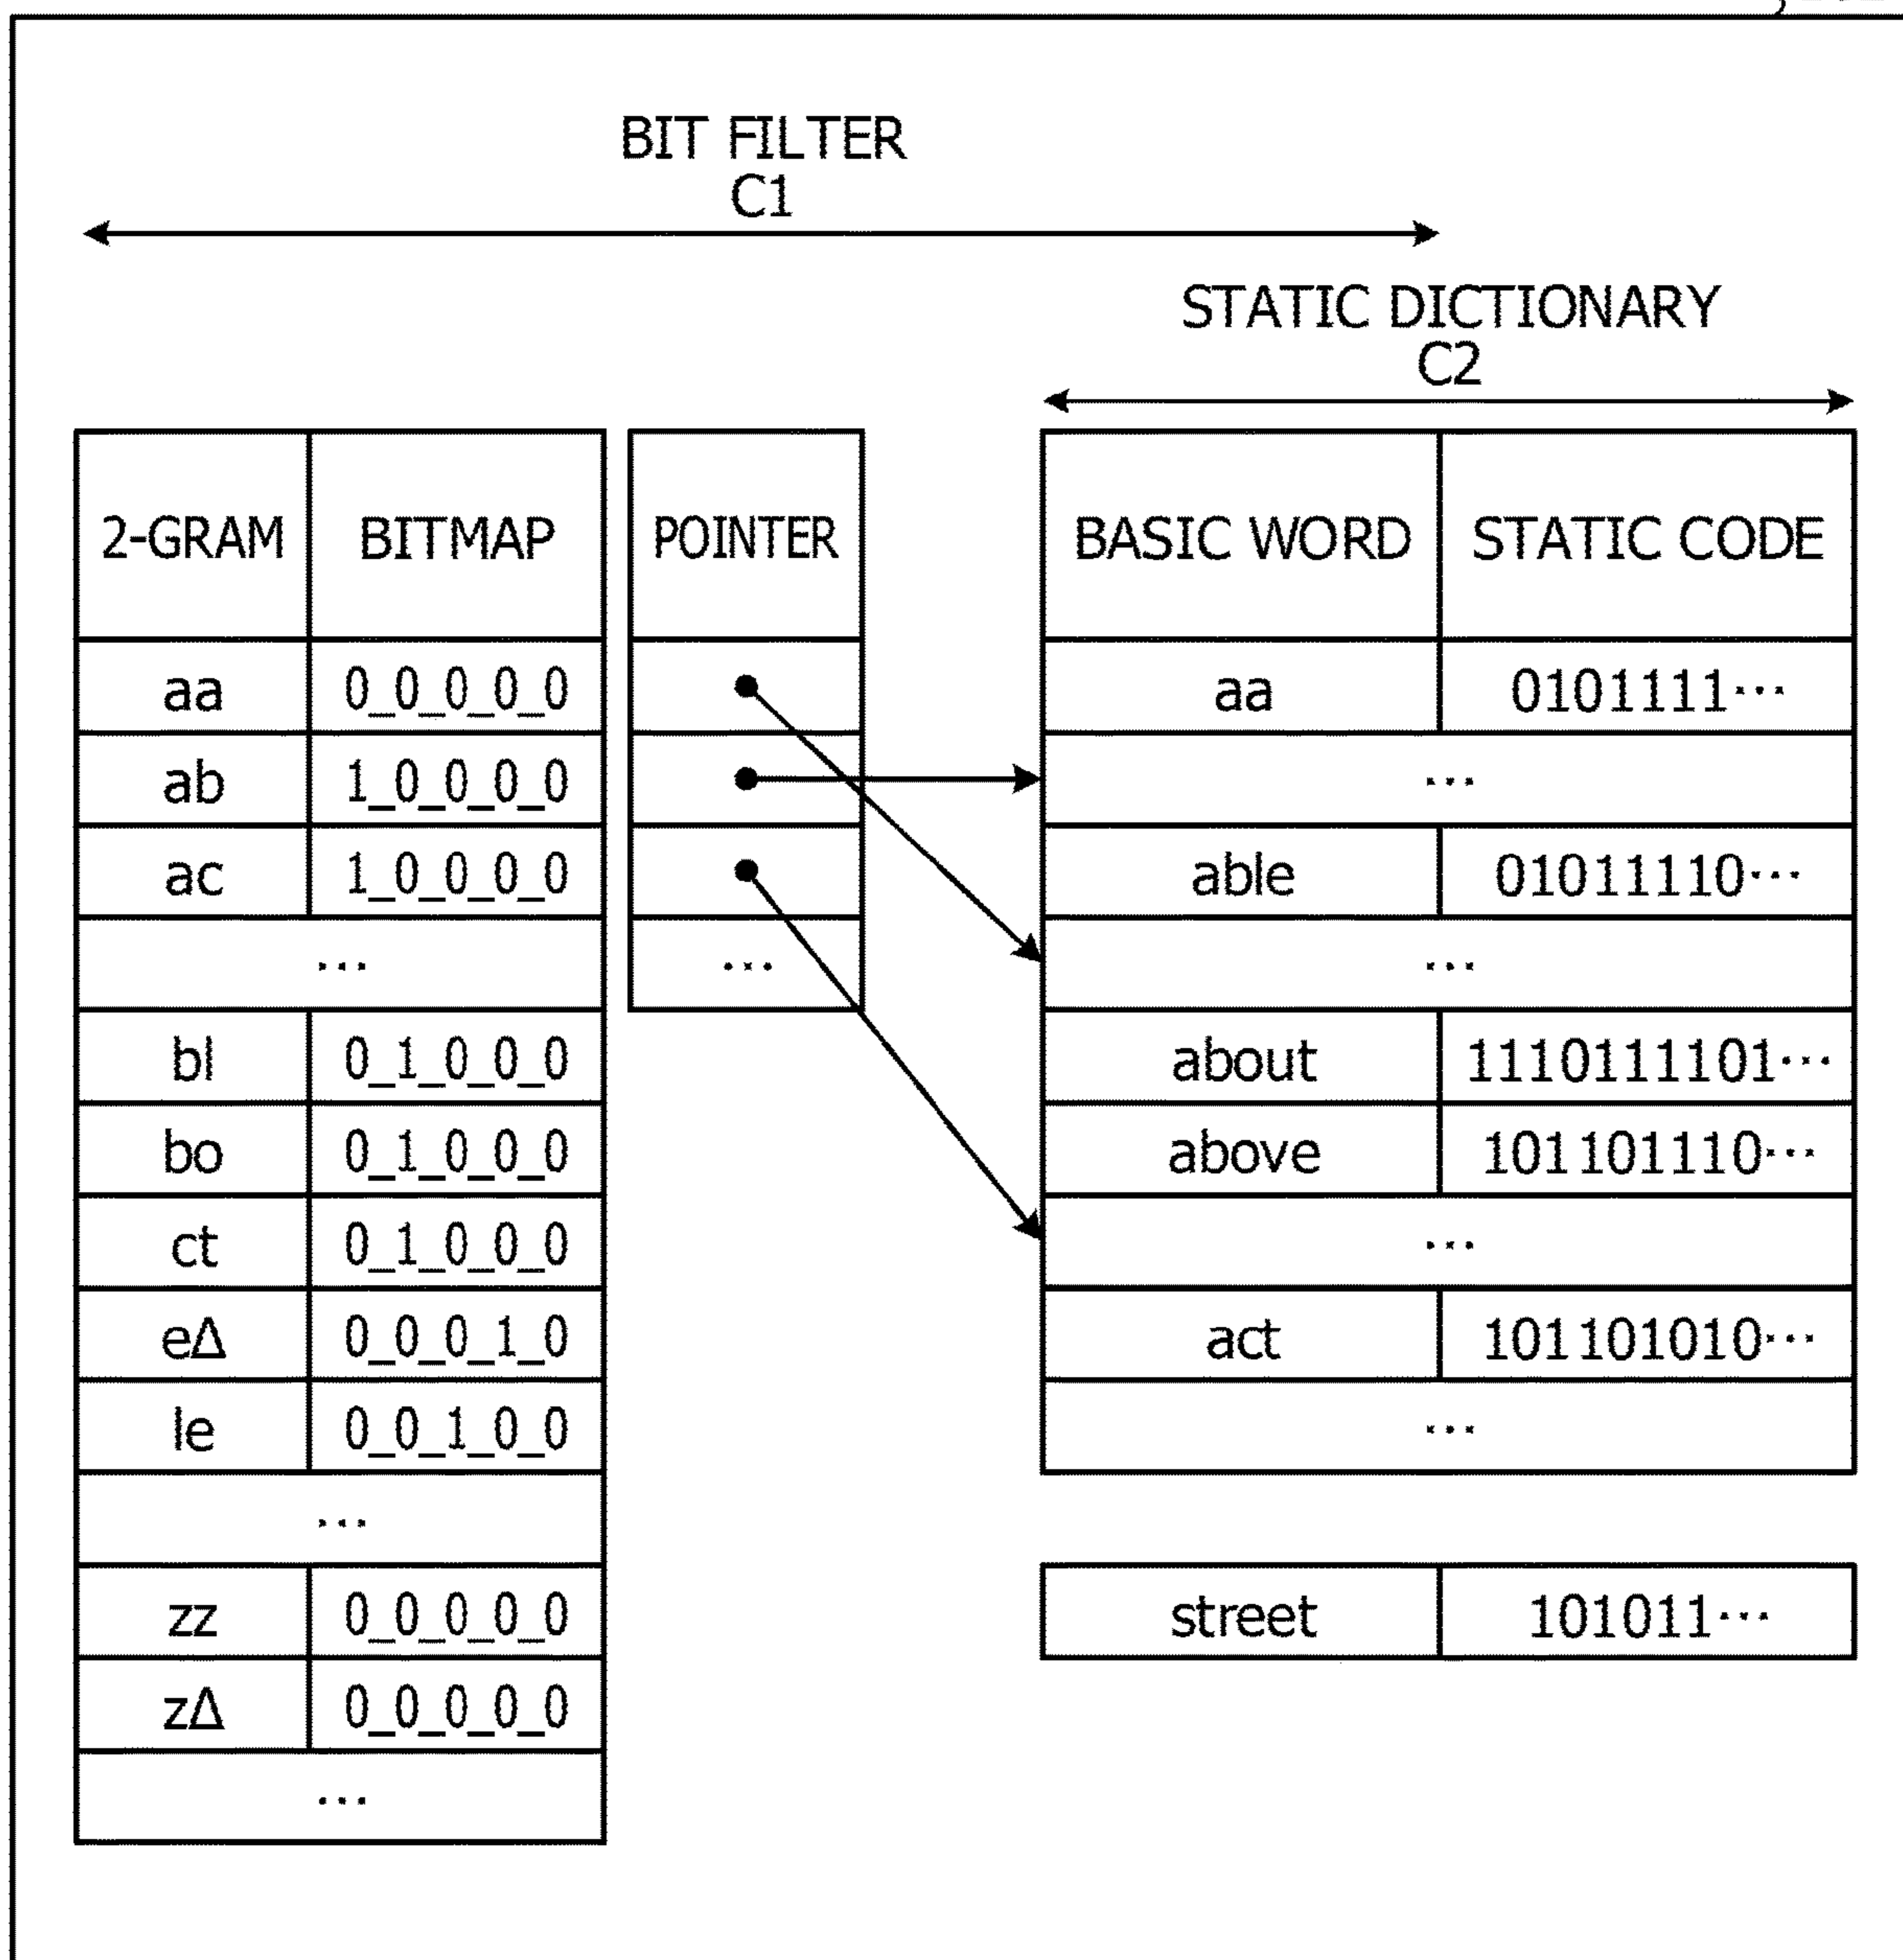 BIT FILTER
C1
STATIC DICTIONARY
C2
2-GRAM BITMAP POINTER BASIC WORD STATIC CODE
aa 0_0_0_0_0 aa 0101111...
ab 1_0_0_0_0 ...
ac 1_0_0_0_0 able 01011110...
... ... ...
bl 0_1_0_0_0 about 1110111101...
bo 0_1_0_0_0 above 101101110...
ct 0_1_0_0_0 ...
eΔ 0_0_0_1_0 act 101101010...
le 0_0_1_0_0 ...
...
zz 0_0_0_0_0 street 101011...
zΔ 0_0_0_0_0
...